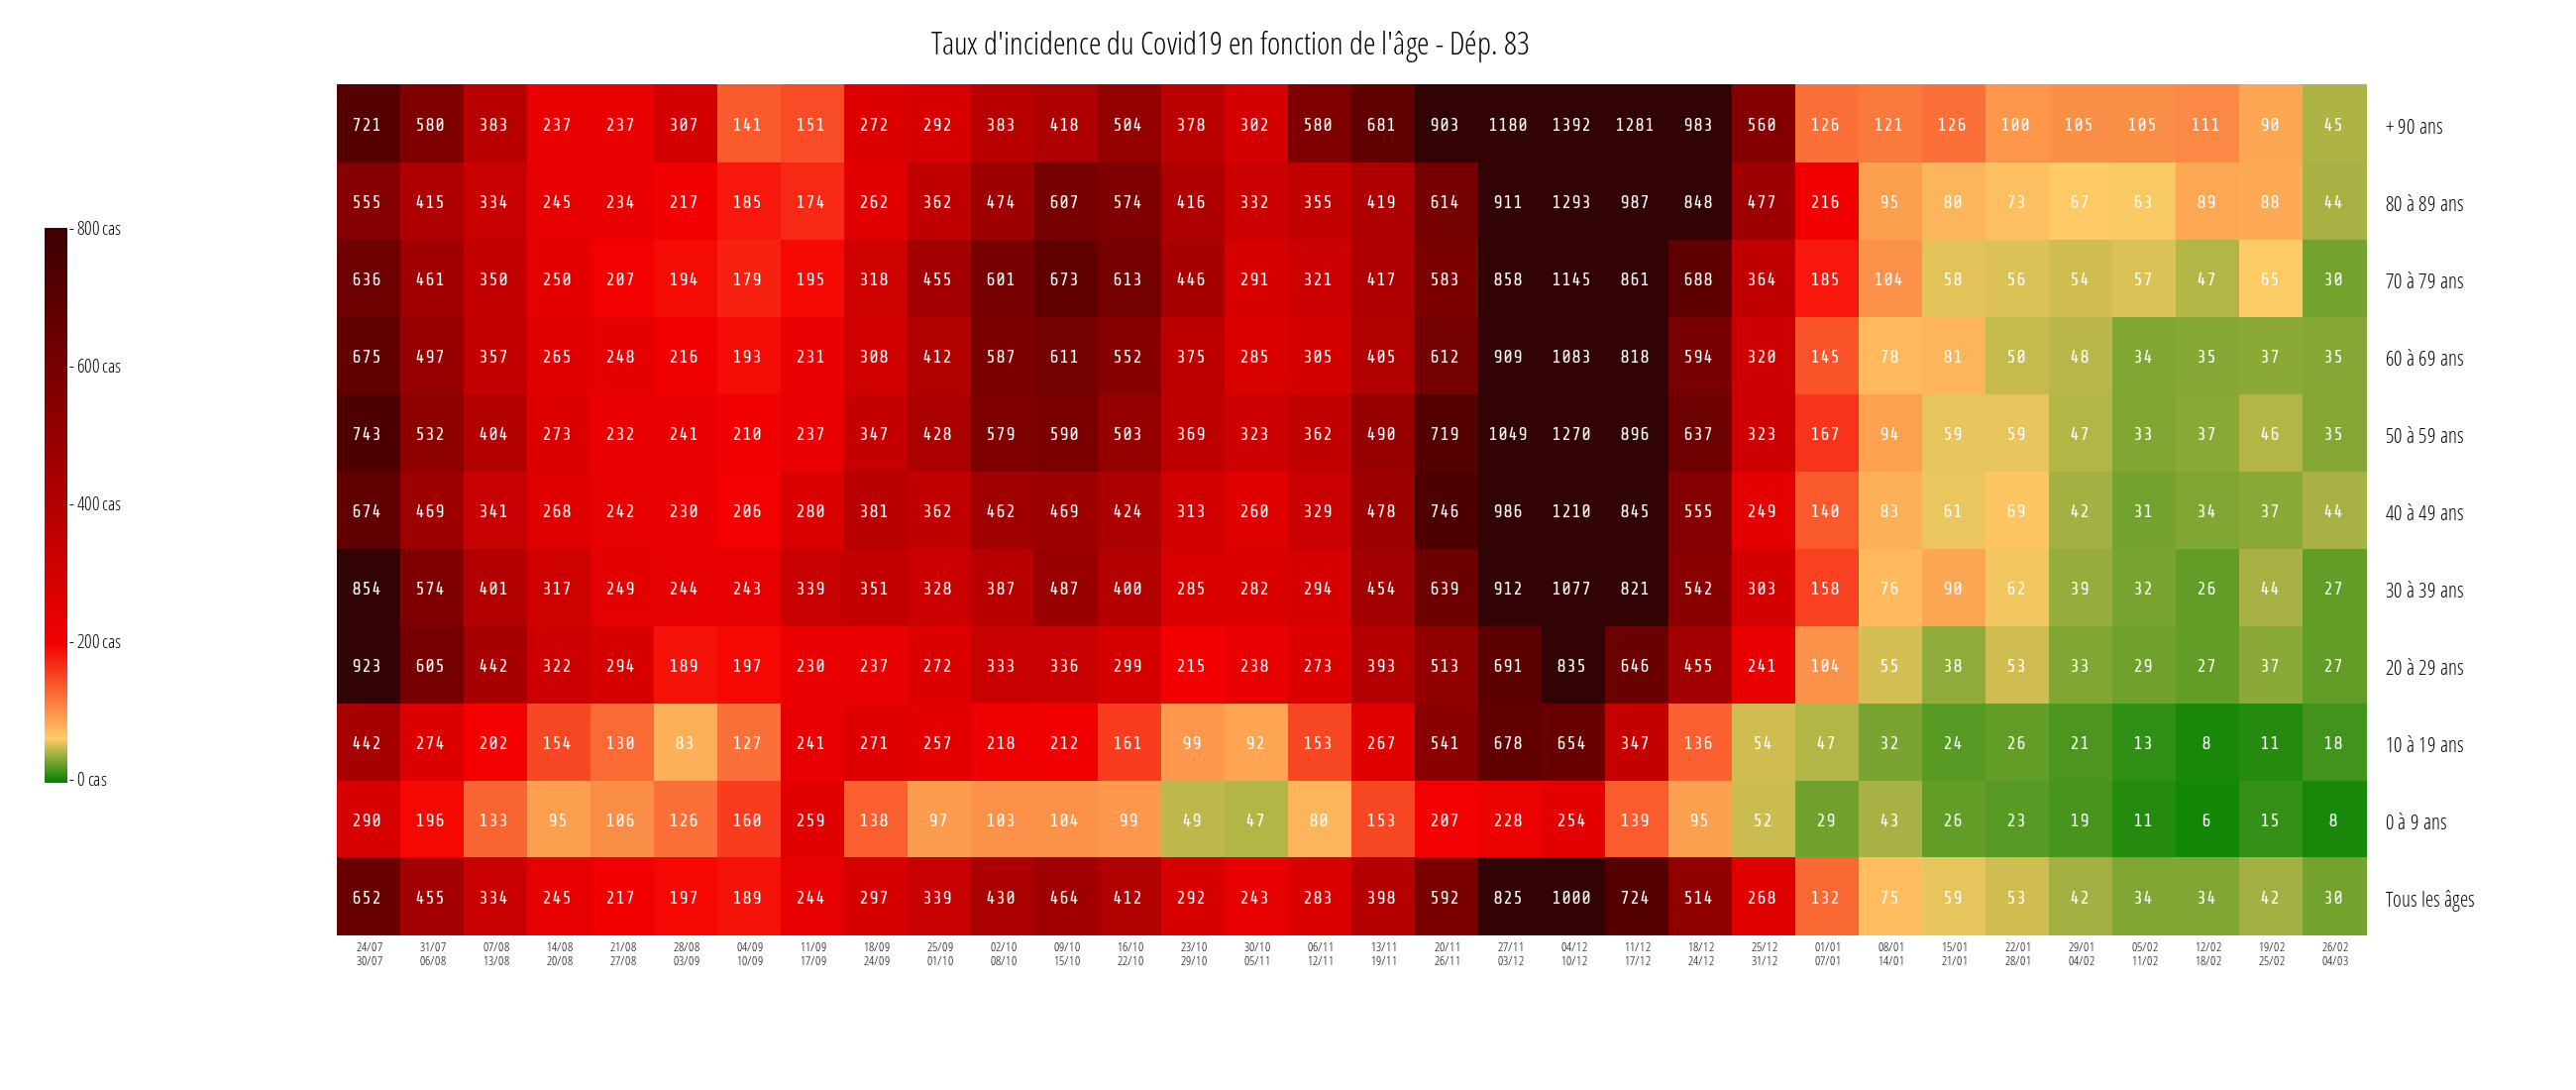 Taux d'incidence du Covid19 en fonction de l'âge - Dép. 83
- 800 cas
- 600 cas
- 400 cas
- 200 cas
- 0 cas
721 580 383 237 237 307 141 151 272 292 383 418 504 378 302 580 681 903 1180 1392 1281 983 560 126 121 126 100 105 105 111 90 45 + 90 ans
555 415 334 245 234 217 185 174 262 362 474 607 574 416 332 355 419 614 911 1293 987 848 477 216 95 80 73 67 63 89 88 44 80 à 89 ans
636 461 350 250 207 194 179 195 318 455 601 673 613 446 291 321 417 583 858 1145 861 688 364 185 104 58 56 54 57 47 65 30 70 à 79 ans
675 497 357 265 248 216 193 231 308 412 587 611 552 375 285 305 405 612 909 1083 818 594 320 145 78 81 50 48 34 35 37 35 60 à 69 ans
743 532 404 273 232 241 210 237 347 428 579 590 503 369 323 362 490 719 1049 1270 896 637 323 167 94 59 59 47 33 37 46 35 50 à 59 ans
674 469 341 268 242 230 206 280 381 362 462 469 424 313 260 329 478 746 986 1210 845 555 249 140 83 61 69 42 31 34 37 44 40 à 49 ans
854 574 401 317 249 244 243 339 351 328 387 487 400 285 282 294 454 639 912 1077 821 542 303 158 76 90 62 39 32 26 44 27 30 à 39 ans
923 605 442 322 294 189 197 230 237 272 333 336 299 215 238 273 393 513 691 835 646 455 241 104 55 38 53 33 29 27 37 27 20 à 29 ans
442 274 202 154 130 83 127 241 271 257 218 212 161 99 92 153 267 541 678 654 347 136 54 47 32 24 26 21 13 8 11 18 10 à 19 ans
290 196 133 95 106 126 160 259 138 97 103 104 99 49 47 80 153 207 228 254 139 95 52 29 43 26 23 19 11 6 15 8 0 à 9 ans
652 455 334 245 217 197 189 244 297 339 430 464 412 292 243 283 398 592 825 1000 724 514 268 132 75 59 53 42 34 34 42 30 Tous les âges
24/07 31/07 07/08 14/08 21/08 28/08 04/09 11/09 18/09 25/09 02/10 09/10 16/10 23/10 30/10 06/11 13/11 20/11 27/11 04/12 11/12 18/12 25/12 01/01 08/01 15/01 22/01 29/01 05/02 12/02 19/02 26/02
30/07 06/08 13/08 20/08 27/08 03/09 10/09 17/09 24/09 01/10 08/10 15/10 22/10 29/10 05/11 12/11 19/11 26/11 03/12 10/12 17/12 24/12 31/12 07/01 14/01 21/01 28/01 04/02 11/02 18/02 25/02 04/03